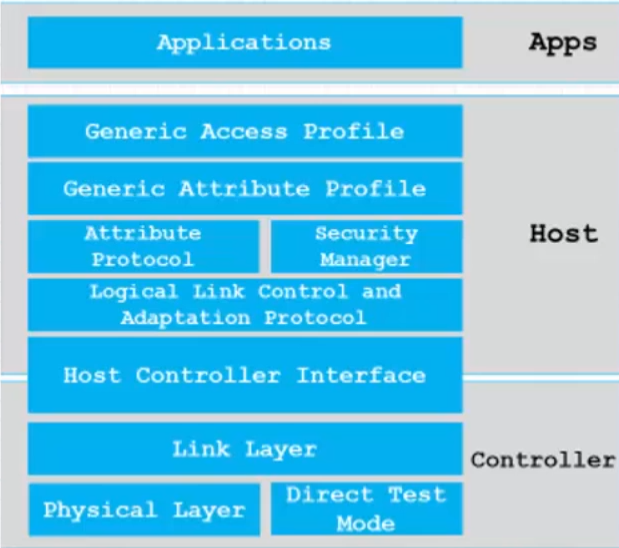 Applications
Apps
Generic Access Profile
Generic Attribute Profile
Attribute
Protocol
Security
Manager
Host
Logical Link Control and
Adaptation Protocol
Host Controller Interface
Link Layer
Controller
Physical Layer
Direct Test
Mode